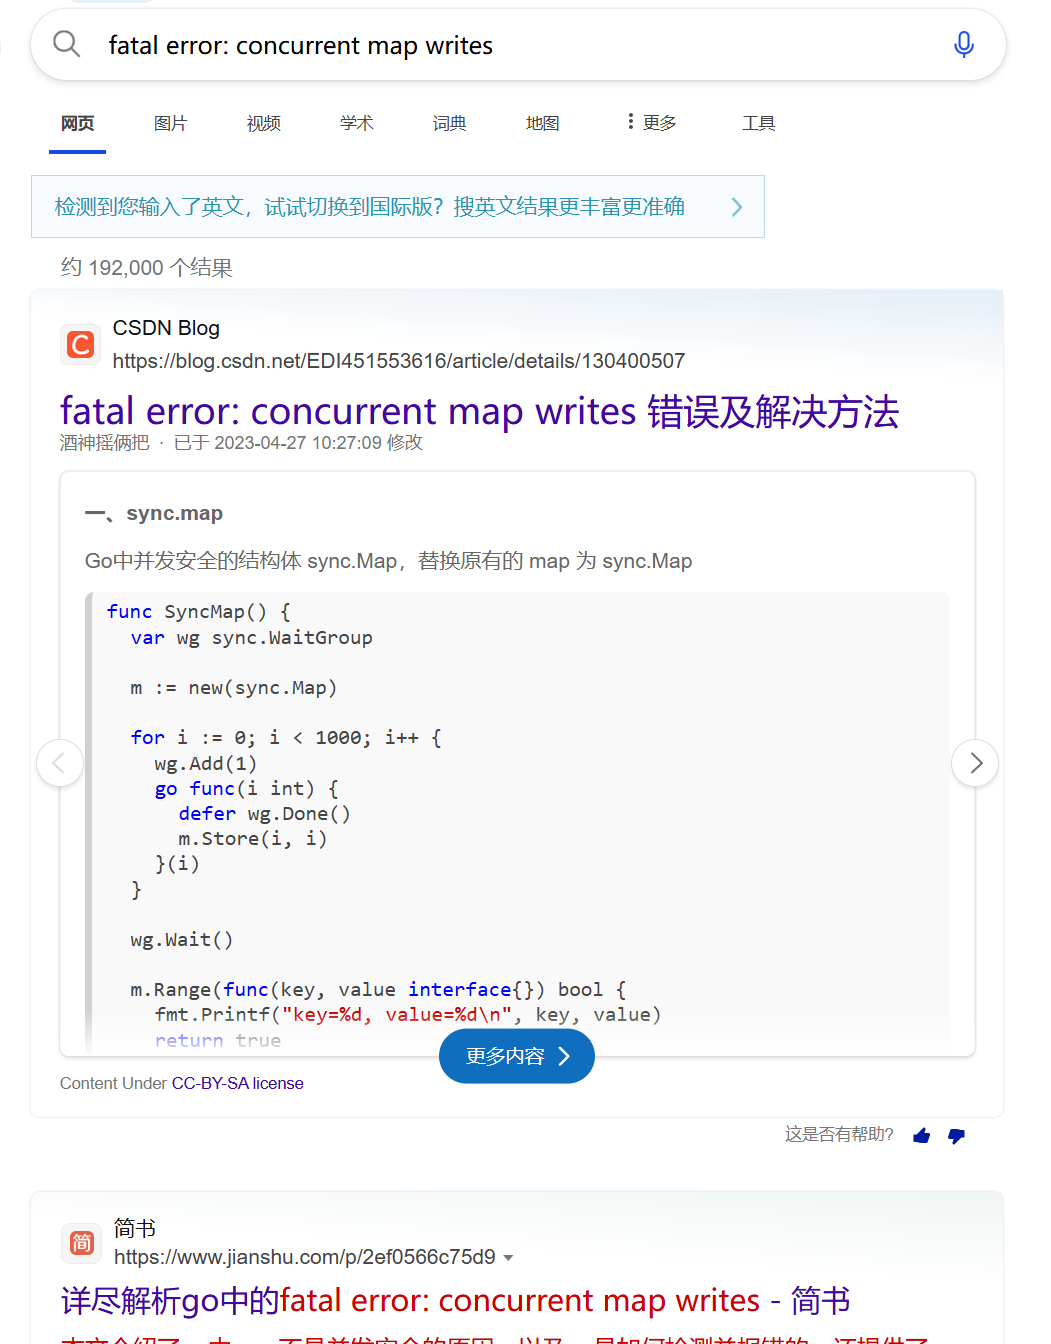 fatal error: concurrent map writes
网页 图片 视频 学术 词典 地图 更多 工具
检测到您输入了英文，试试切换到国际版？搜英文结果更丰富更准确
约 192,000 个结果
CSDN Blog
https://blog.csdn.net/EDI451553616/article/details/130400507
fatal error: concurrent map writes 错误及解决方法
酒神摇俩把 · 已于 2023-04-27 10:27:09 修改
一、sync.map
Go中并发安全的结构体 sync.Map，替换原有的 map 为 sync.Map
func SyncMap() {
var wg sync.WaitGroup
m := new(sync.Map)
for i := 0; i < 1000; i++ {
wg.Add(1)
go func(i int) {
defer wg.Done()
m.Store(i, i)
}(i)
}
wg.Wait()
m.Range(func(key, value interface{}) bool {
fmt.Printf("key=%d, value=%d\n", key, value)
return true
更多内容
Content Under CC-BY-SA license
这是否有帮助?
简 简书
https://www.jianshu.com/p/2ef0566c75d9
详尽解析go中的fatal error: concurrent map writes - 简书